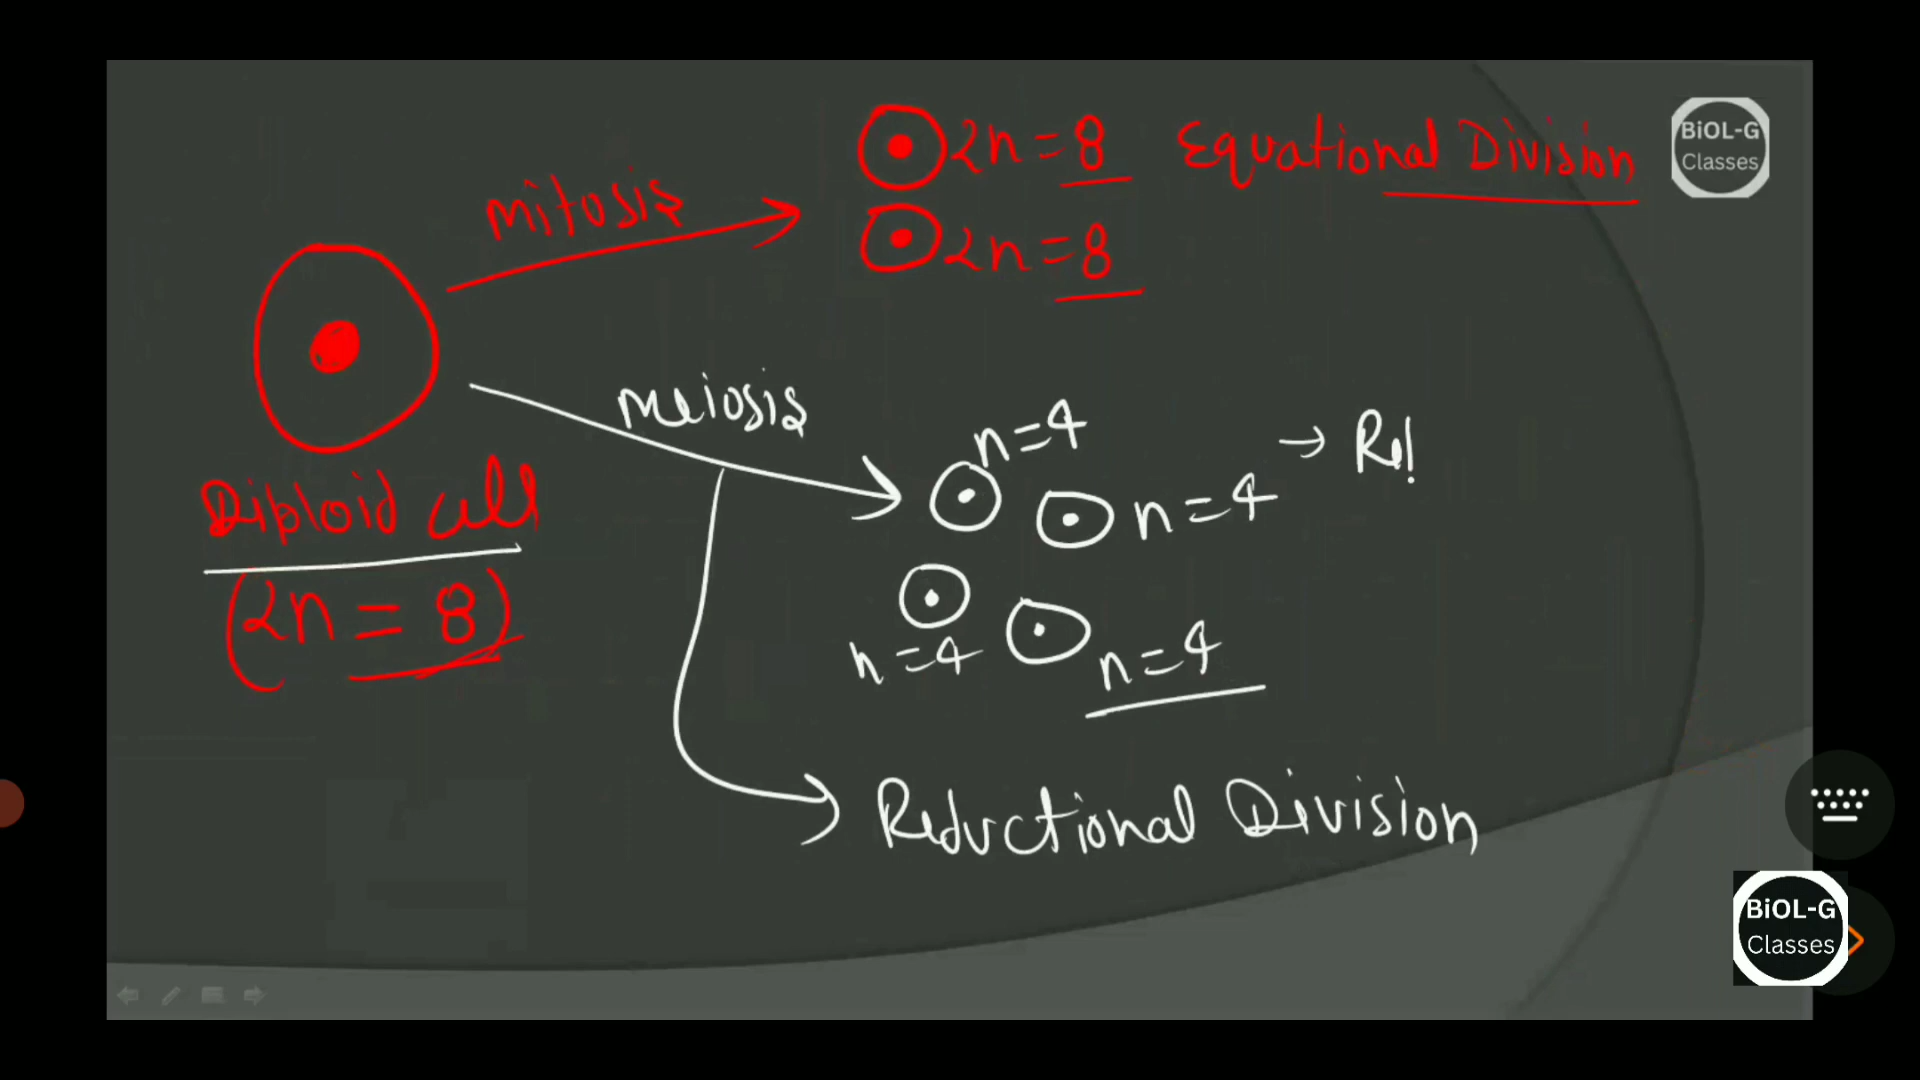 2n = 8 Equational Division
BiOL-G
Classes
mitosis
2n = 8
meiosis
n=4
→ Re
n=4
Diploid cell
(2n = 8)
n=4
n=4
Reductional Division
BiOL-G
Classes